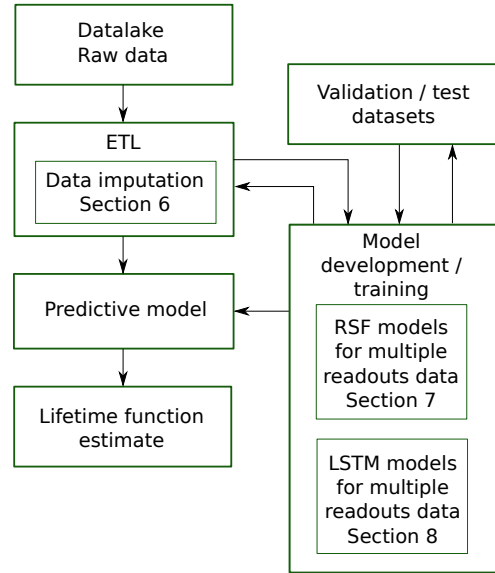 Datalake
Raw data
ETL
Data imputation
Section 6
Predictive model
Lifetime function
estimate
Validation / test
datasets
Model
development /
training
RSF models
for multiple
readouts data
Section 7
LSTM models
for multiple
readouts data
Section 8